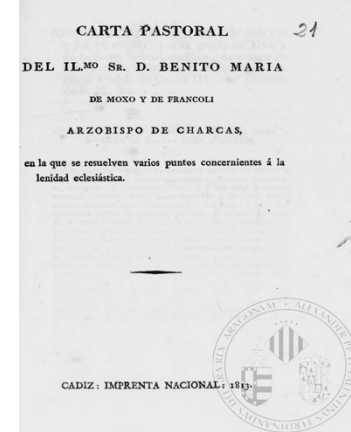 CARTA PASTORAL
21
DEL IL.MO SR. D. BENITO MARIA
DE MOXO Y DE FRANCOLI
ARZOBISPO DE CHARCAS,
en la que se resuelven varios puntos concernientes á la
lenidad eclesiástica.
CADIZ: IMPRENTA NACIONAL: 1813.